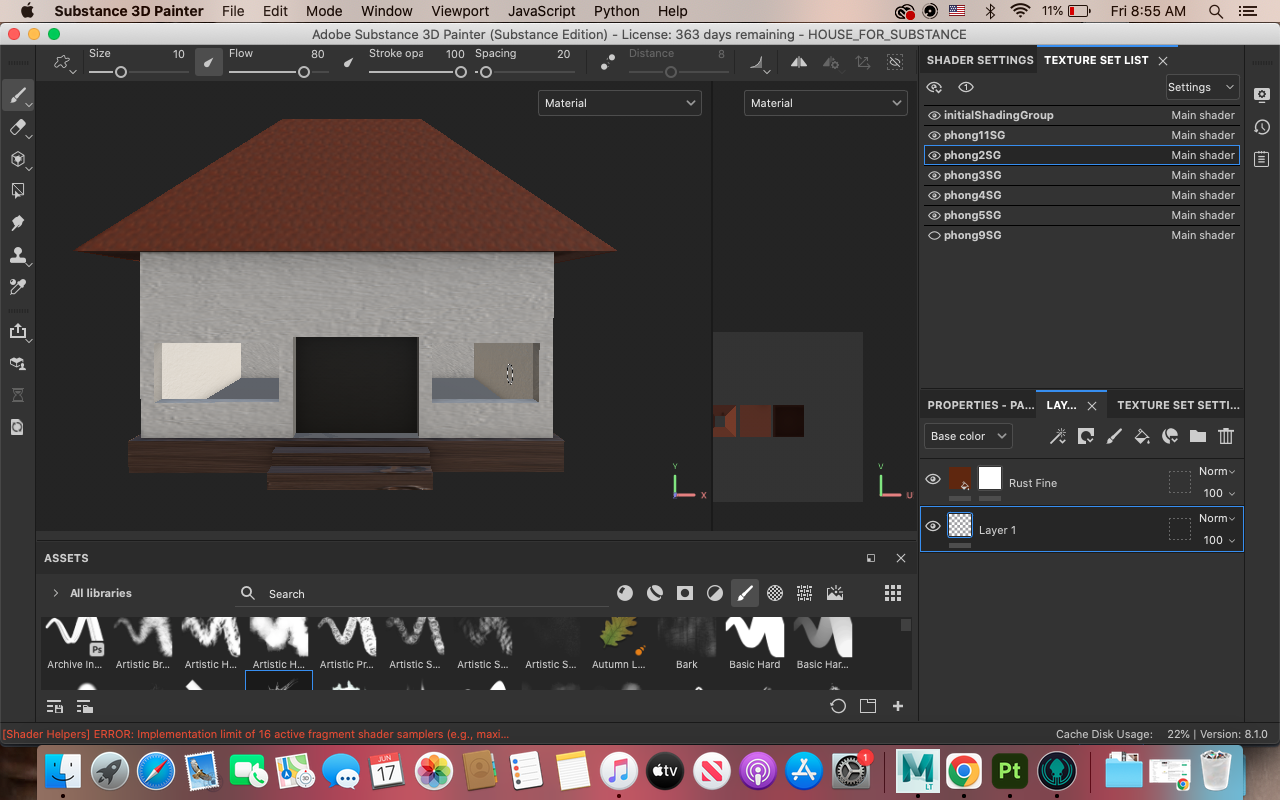 Substance 3D Painter File Edit Mode Window Viewport JavaScript Python Help 11% Fri 8:55 AM
Adobe Substance 3D Painter (Substance Edition) - License: 363 days remaining - HOUSE_FOR_SUBSTANCE
Size 10 Flow 80 Stroke opa 100 Spacing 20 Distance 8
SHADER SETTINGS TEXTURE SET LIST
Settings
Material Material
initialShadingGroup Main shader
phong11SG Main shader
phong2SG Main shader
phong3SG Main shader
phong4SG Main shader
phong5SG Main shader
phong9SG Main shader
PROPERTIES - PA... LAY... TEXTURE SET SETTI...
Base color
Norm
Rust Fine
100
Norm
Layer 1
100
Y X V U
ASSETS
All libraries Search
Ps
Archive In... Artistic Br... Artistic H... Artistic H... Artistic Pr... Artistic S... Artistic S... Artistic S... Autumn L... Bark Basic Hard Basic Har...
[Shader Helpers] ERROR: Implementation limit of 16 active fragment shader samplers (e.g., maxi... Cache Disk Usage: 22% | Version: 8.1.0
JUN
17
tv
1
M
LT
Pt